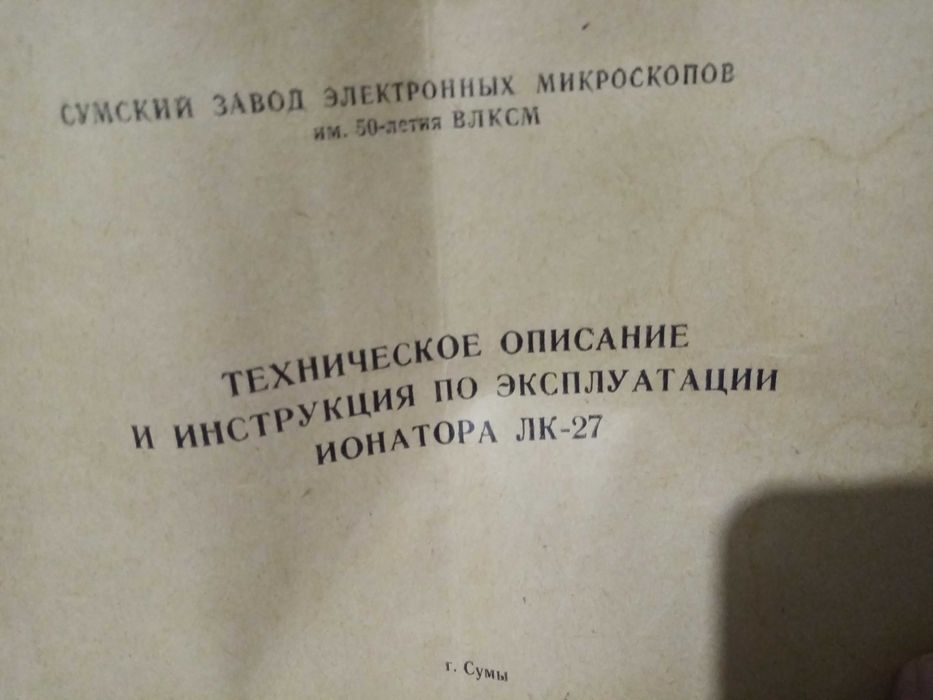 СУМСКИЙ ЗАВОД ЭЛЕКТРОННЫХ МИКРОСКОПОВ
им. 50-летия ВЛКСМ
ТЕХНИЧЕСКОЕ ОПИСАНИЕ
И ИНСТРУКЦИЯ ПО ЭКСПЛУАТАЦИИ
ИОНАТОРА ЛК-27
г. Сумы